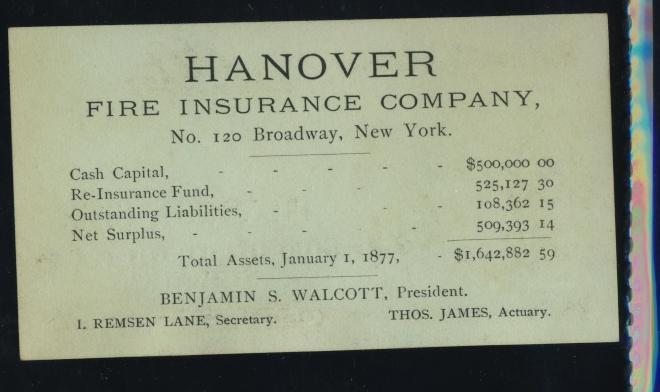 HANOVER
FIRE INSURANCE COMPANY,
No. 120 Broadway, New York.
Cash Capital, - - - - - $500,000 00
Re-Insurance Fund, - - - - 525,127 30
Outstanding Liabilities, - - - - 108,362 15
Net Surplus, - - - - - 509,393 14
Total Assets, January 1, 1877, - $1,642,882 59
BENJAMIN S. WALCOTT, President.
I. REMSEN LANE, Secretary. THOS. JAMES, Actuary.